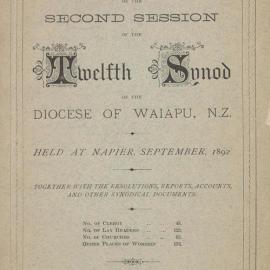 OF THE
SECOND SESSION
OF THE
Twelfth Synod
OF THE
DIOCESE OF WAIAPU, N.Z.
HELD AT NAPIER, SEPTEMBER, 1892
TOGETHER WITH THE RESOLUTIONS, REPORTS, ACCOUNTS,
AND OTHER SYNODICAL DOCUMENTS.
No. of Clergy
No. of Lay Readers
No. of Churches
Other Places of Worship